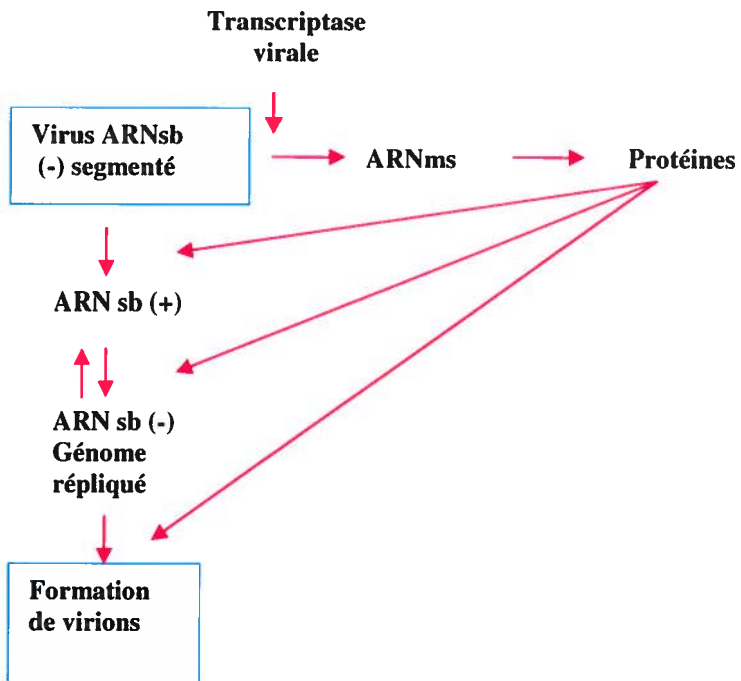 Transcriptase
virale
Virus ARNsb
(-) segmenté
ARNms
Protéines
ARN sb (+)
ARN sb (-)
Génome
répliqué
Formation
de virions